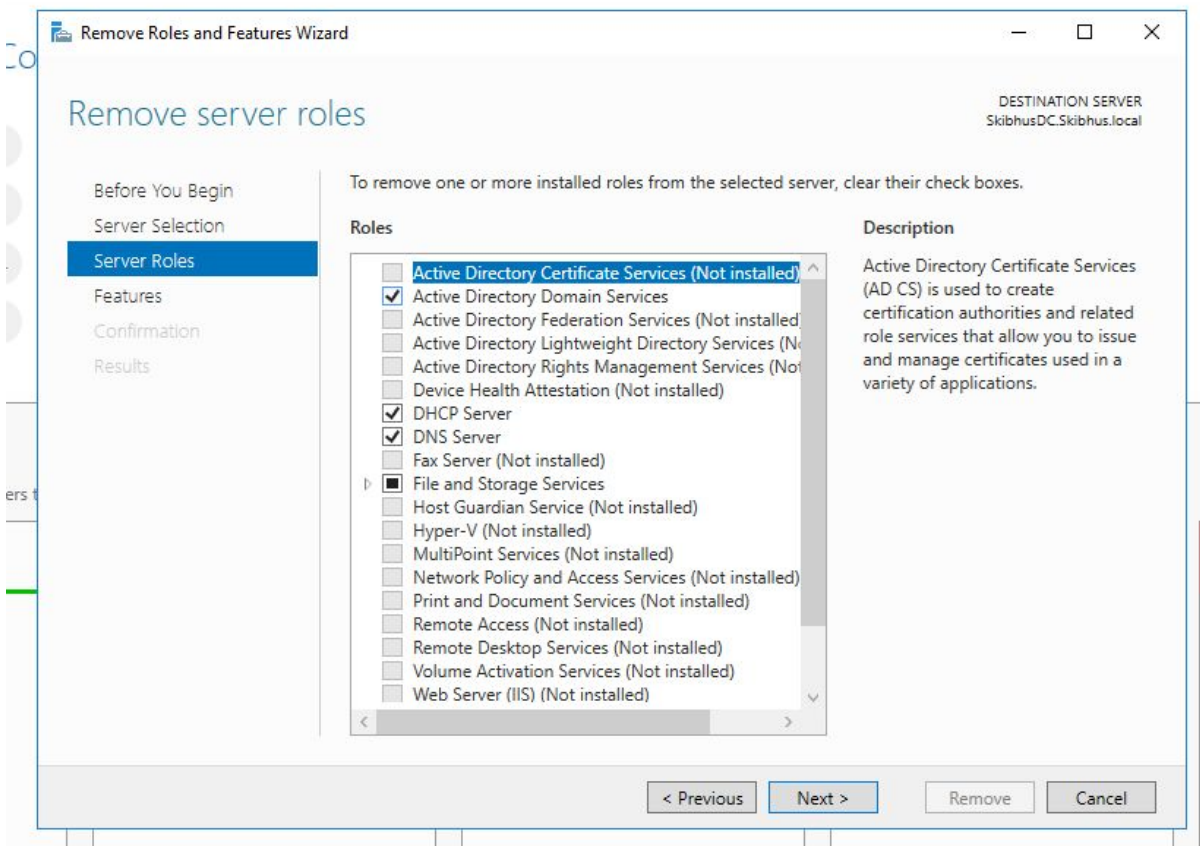 Remove Roles and Features Wizard
Co
Remove server roles
DESTINATION SERVER
SkibhusDC.Skibhus.local
Before You Begin
Server Selection
Server Roles
Features
Confirmation
Results
To remove one or more installed roles from the selected server, clear their check boxes.
Roles
Active Directory Certificate Services (Not installed)
Active Directory Domain Services
Active Directory Federation Services (Not installed)
Active Directory Lightweight Directory Services (No
Active Directory Rights Management Services (Not
Device Health Attestation (Not installed)
DHCP Server
DNS Server
Fax Server (Not installed)
File and Storage Services
Host Guardian Service (Not installed)
Hyper-V (Not installed)
MultiPoint Services (Not installed)
Network Policy and Access Services (Not installed)
Print and Document Services (Not installed)
Remote Access (Not installed)
Remote Desktop Services (Not installed)
Volume Activation Services (Not installed)
Web Server (IIS) (Not installed)
Description
Active Directory Certificate Services
(AD CS) is used to create
certification authorities and related
role services that allow you to issue
and manage certificates used in a
variety of applications.
ers t
< Previous
Next >
Remove
Cancel